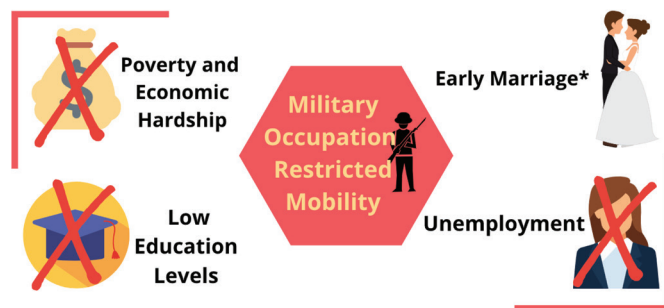 Poverty and
Economic
Hardship
Early Marriage*
Military
Occupation
Restricted
Mobility
Low
Education
Levels
Unemployment
$